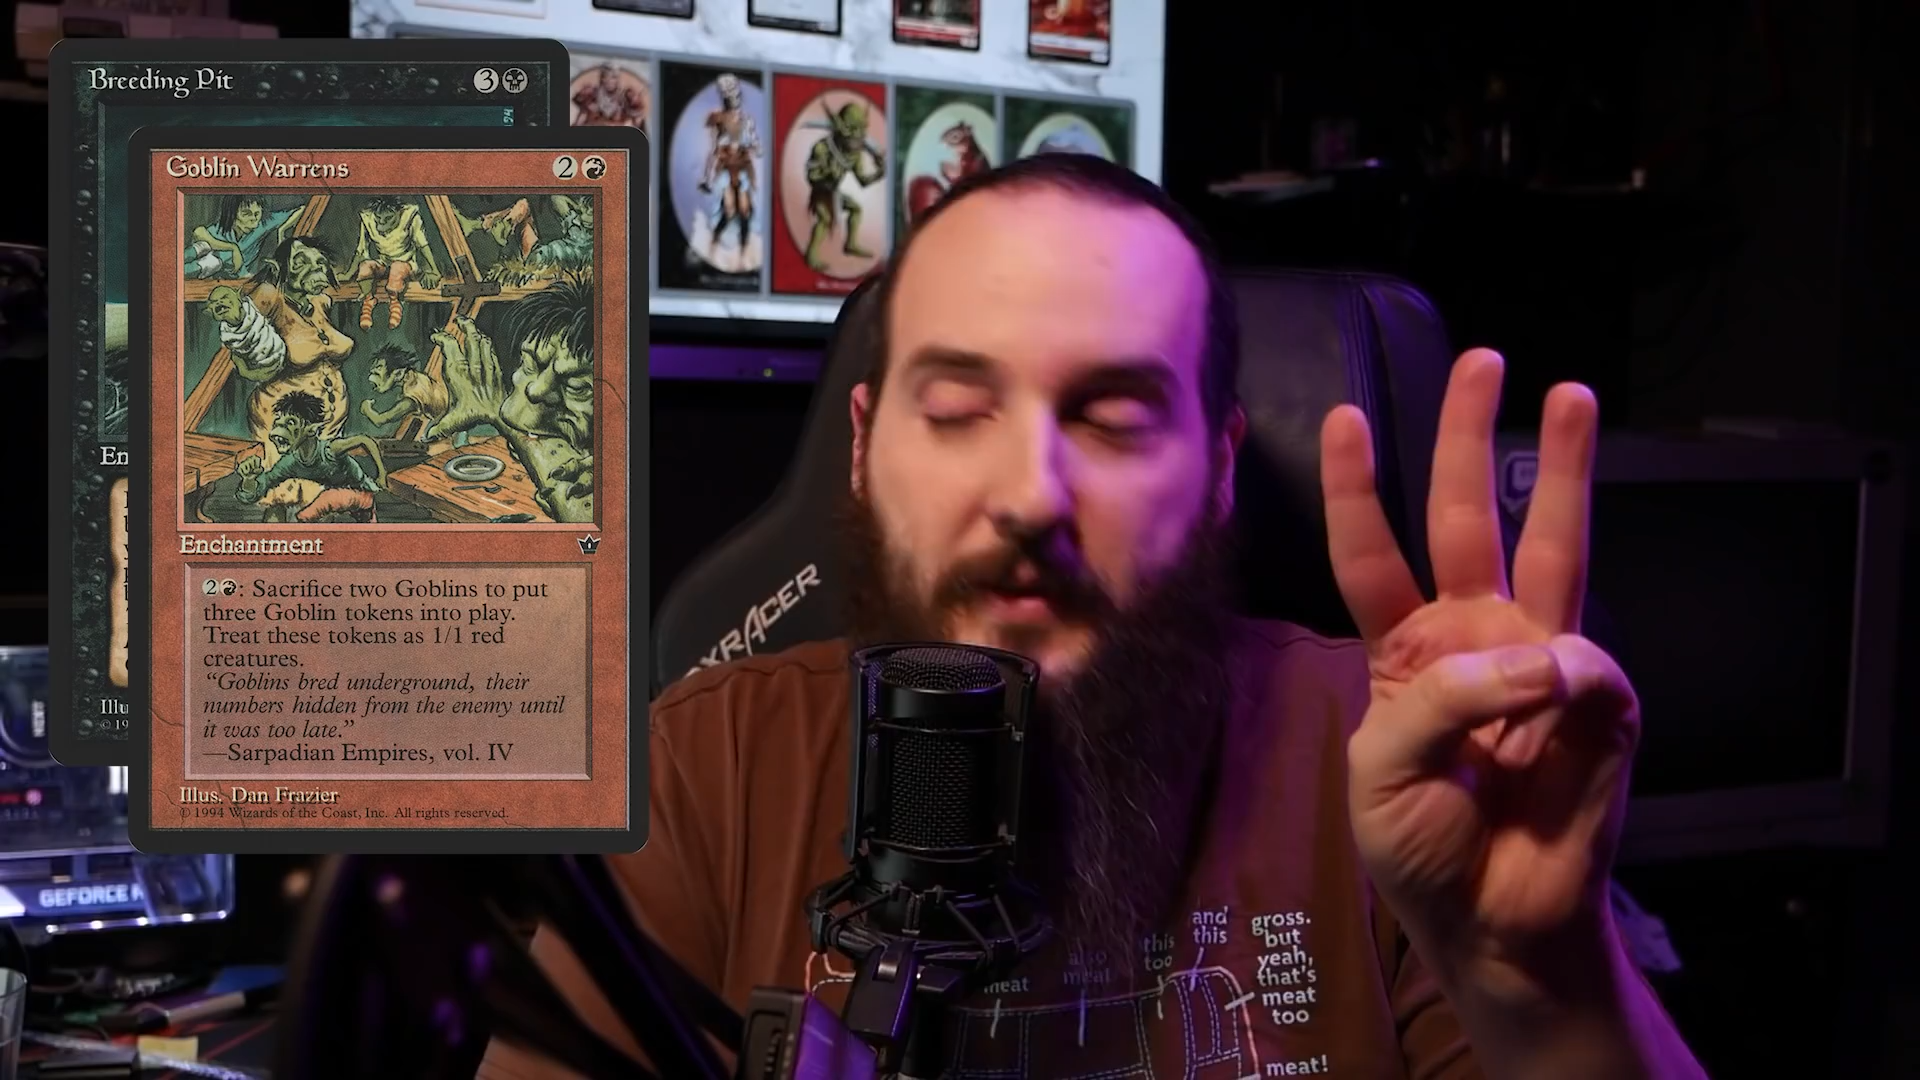 Breeding Pit 3
Goblin Warrens 2
Enchantment
2 : Sacrifice two Goblins to put
three Goblin tokens into play.
Treat these tokens as 1/1 red
creatures.
“Goblins bred underground, their
numbers hidden from the enemy until
it was too late.”
—Sarpadian Empires, vol. IV
Illus. Dan Frazier
© 1994 Wizards of the Coast, Inc. All rights reserved.
En
Illu
© 19
XRACER
GEFORCE
meat
also
meat
this
too
and
this
gross.
but
yeah,
that's
meat
too
meat!